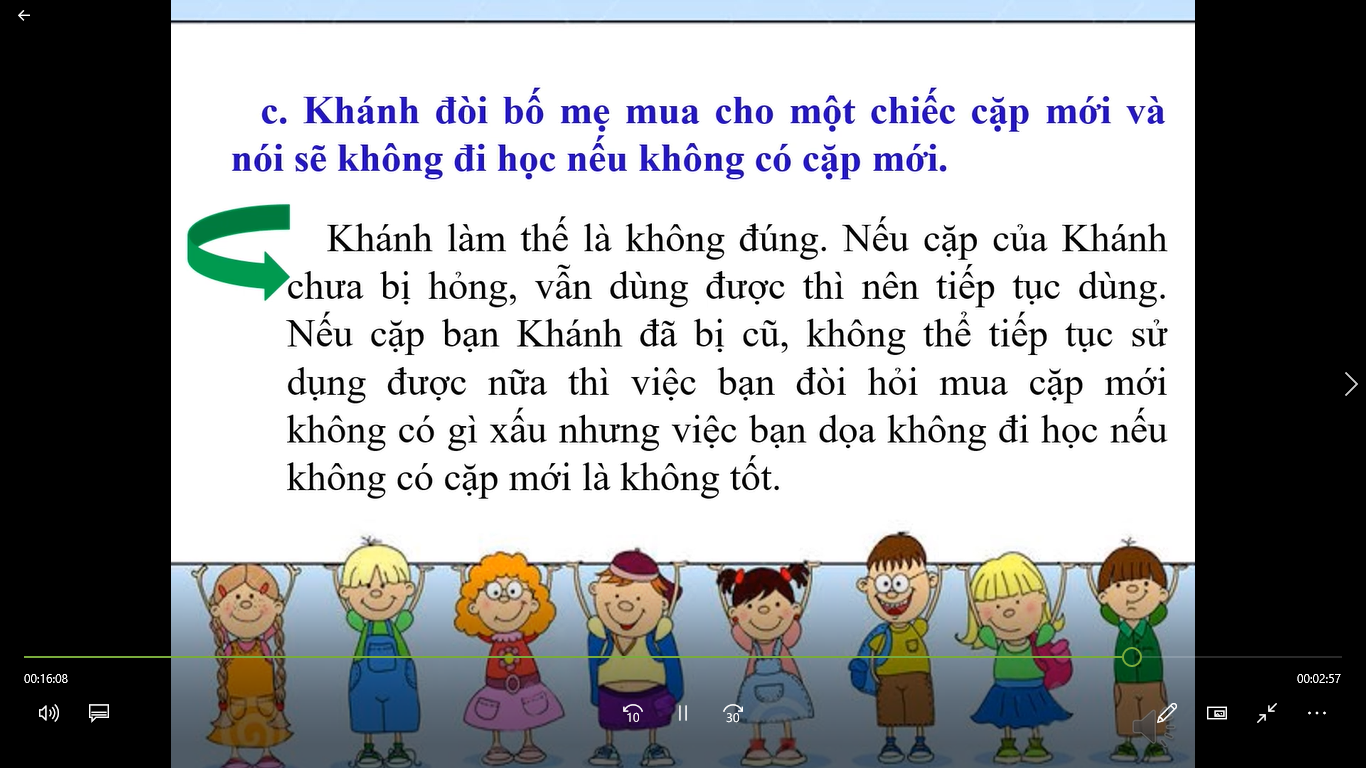 c. Khánh đòi bố mẹ mua cho một chiếc cặp mới và
nói sẽ không đi học nếu không có cặp mới.
Khánh làm thế là không đúng. Nếu cặp của Khánh
chưa bị hỏng, vẫn dùng được thì nên tiếp tục dùng.
Nếu cặp bạn Khánh đã bị cũ, không thể tiếp tục sử
dụng được nữa thì việc bạn đòi hỏi mua cặp mới
không có gì xấu nhưng việc bạn dọa không đi học nếu
không có cặp mới là không tốt.
00:16:08
00:02:57
10
30